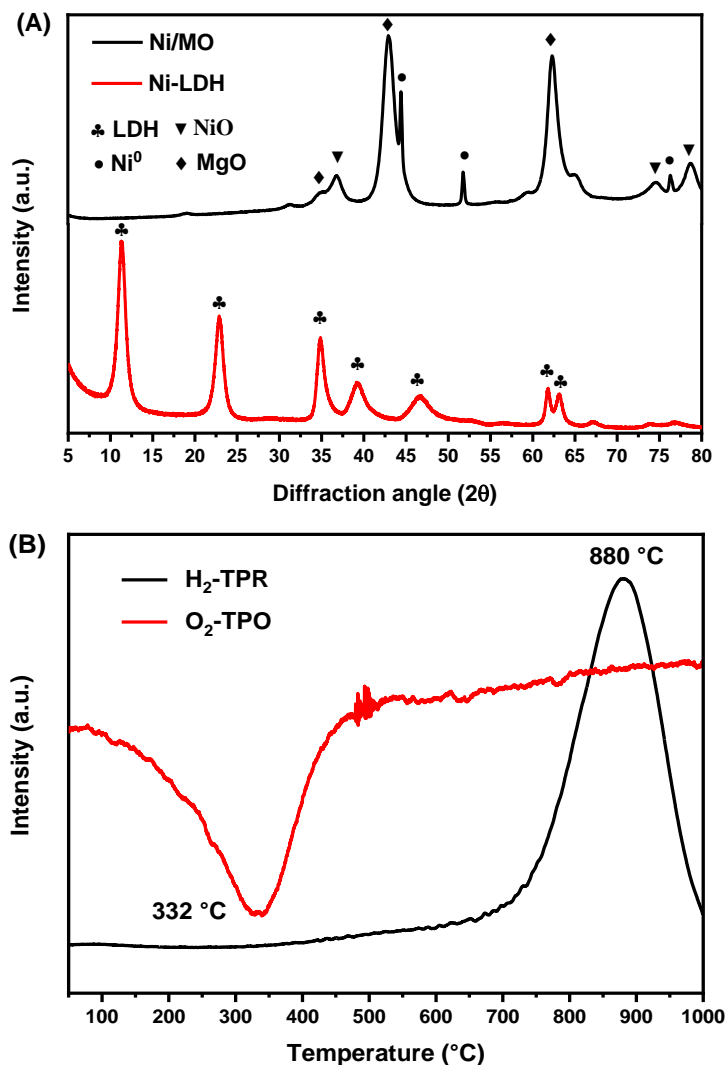 (A)
Ni/MO
Ni-LDH
♣ LDH ▼ NiO
● Ni⁰ ♦ MgO
Intensity (a.u.)
5 10 15 20 25 30 35 40 45 50 55 60 65 70 75 80
Diffraction angle (2θ)
(B)
880 °C
H₂-TPR
O₂-TPO
Intensity (a.u.)
332 °C
100 200 300 400 500 600 700 800 900 1000
Temperature (°C)